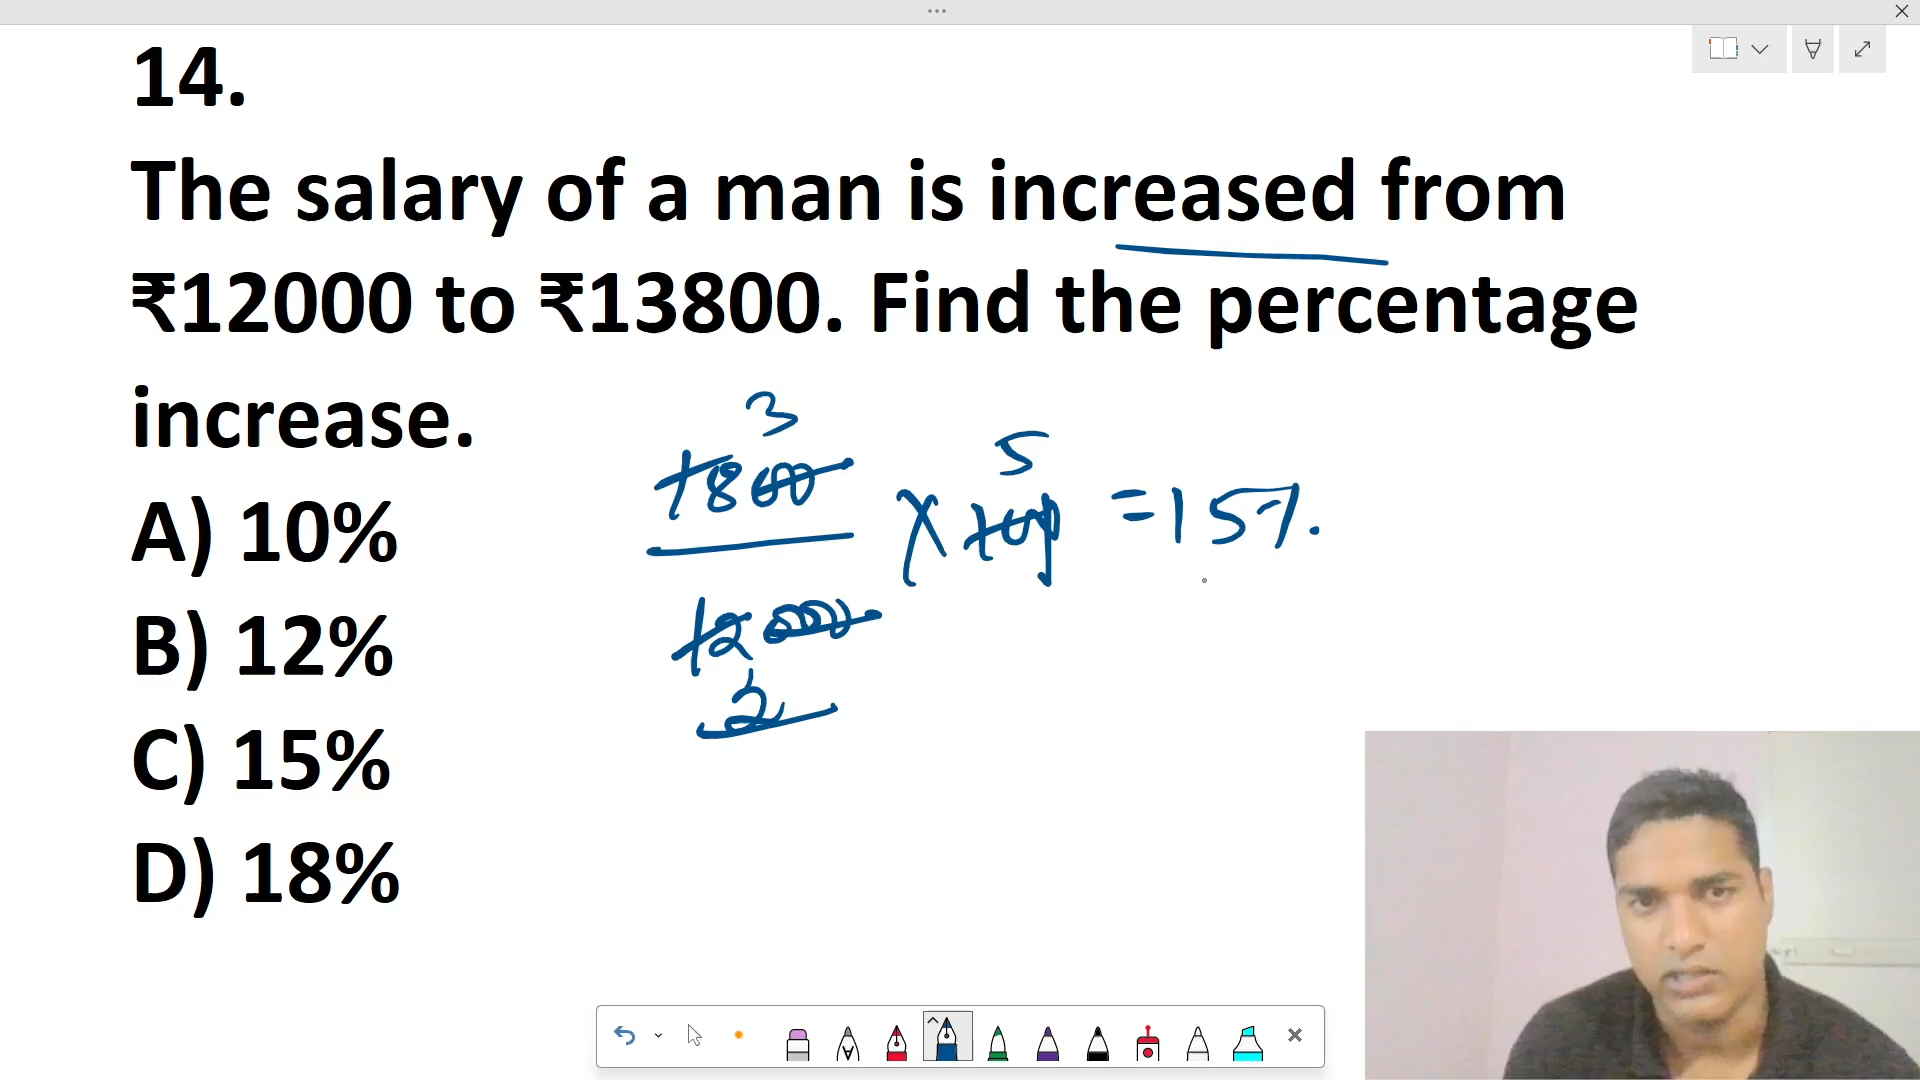 14.
The salary of a man is increased from
₹12000 to ₹13800. Find the percentage
increase.
A) 10%
B) 12%
C) 15%
D) 18%
3
1800
5
× 100 = 15%.
12000
2